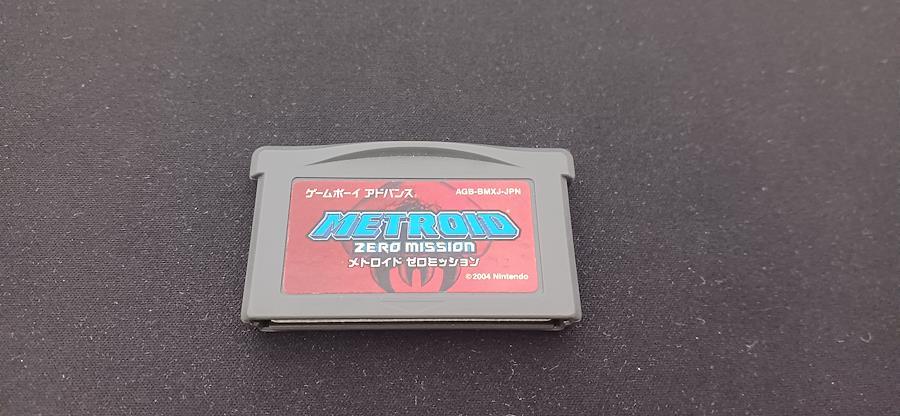 ゲームボーイ アドバンス AGB-BMXJ-JPN
METROID
ZERO MISSION
メトロイド ゼロミッション
©2004 Nintendo